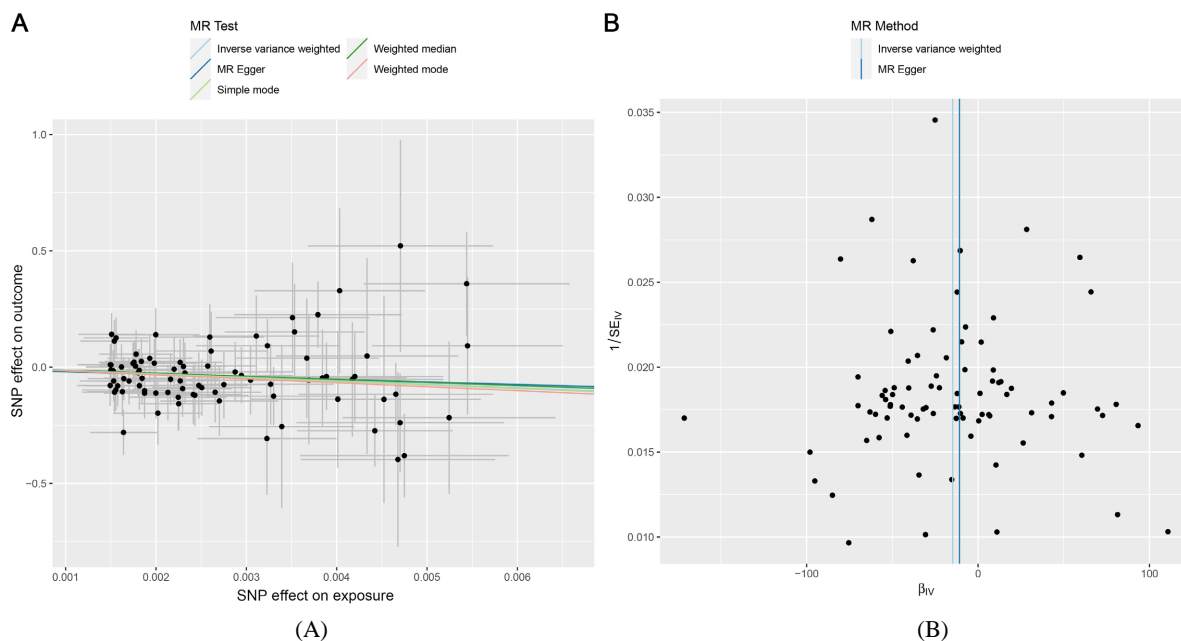 A
MR Test
Inverse variance weighted
Weighted median
MR Egger
Weighted mode
Simple mode
1.0
0.5
0.0
−0.5
SNP effect on outcome
0.001
0.002
0.003
0.004
0.005
0.006
SNP effect on exposure
(A)
B
MR Method
Inverse variance weighted
MR Egger
0.035
0.030
0.025
0.020
0.015
0.010
1/SE_IV
−100
0
100
β_IV
(B)